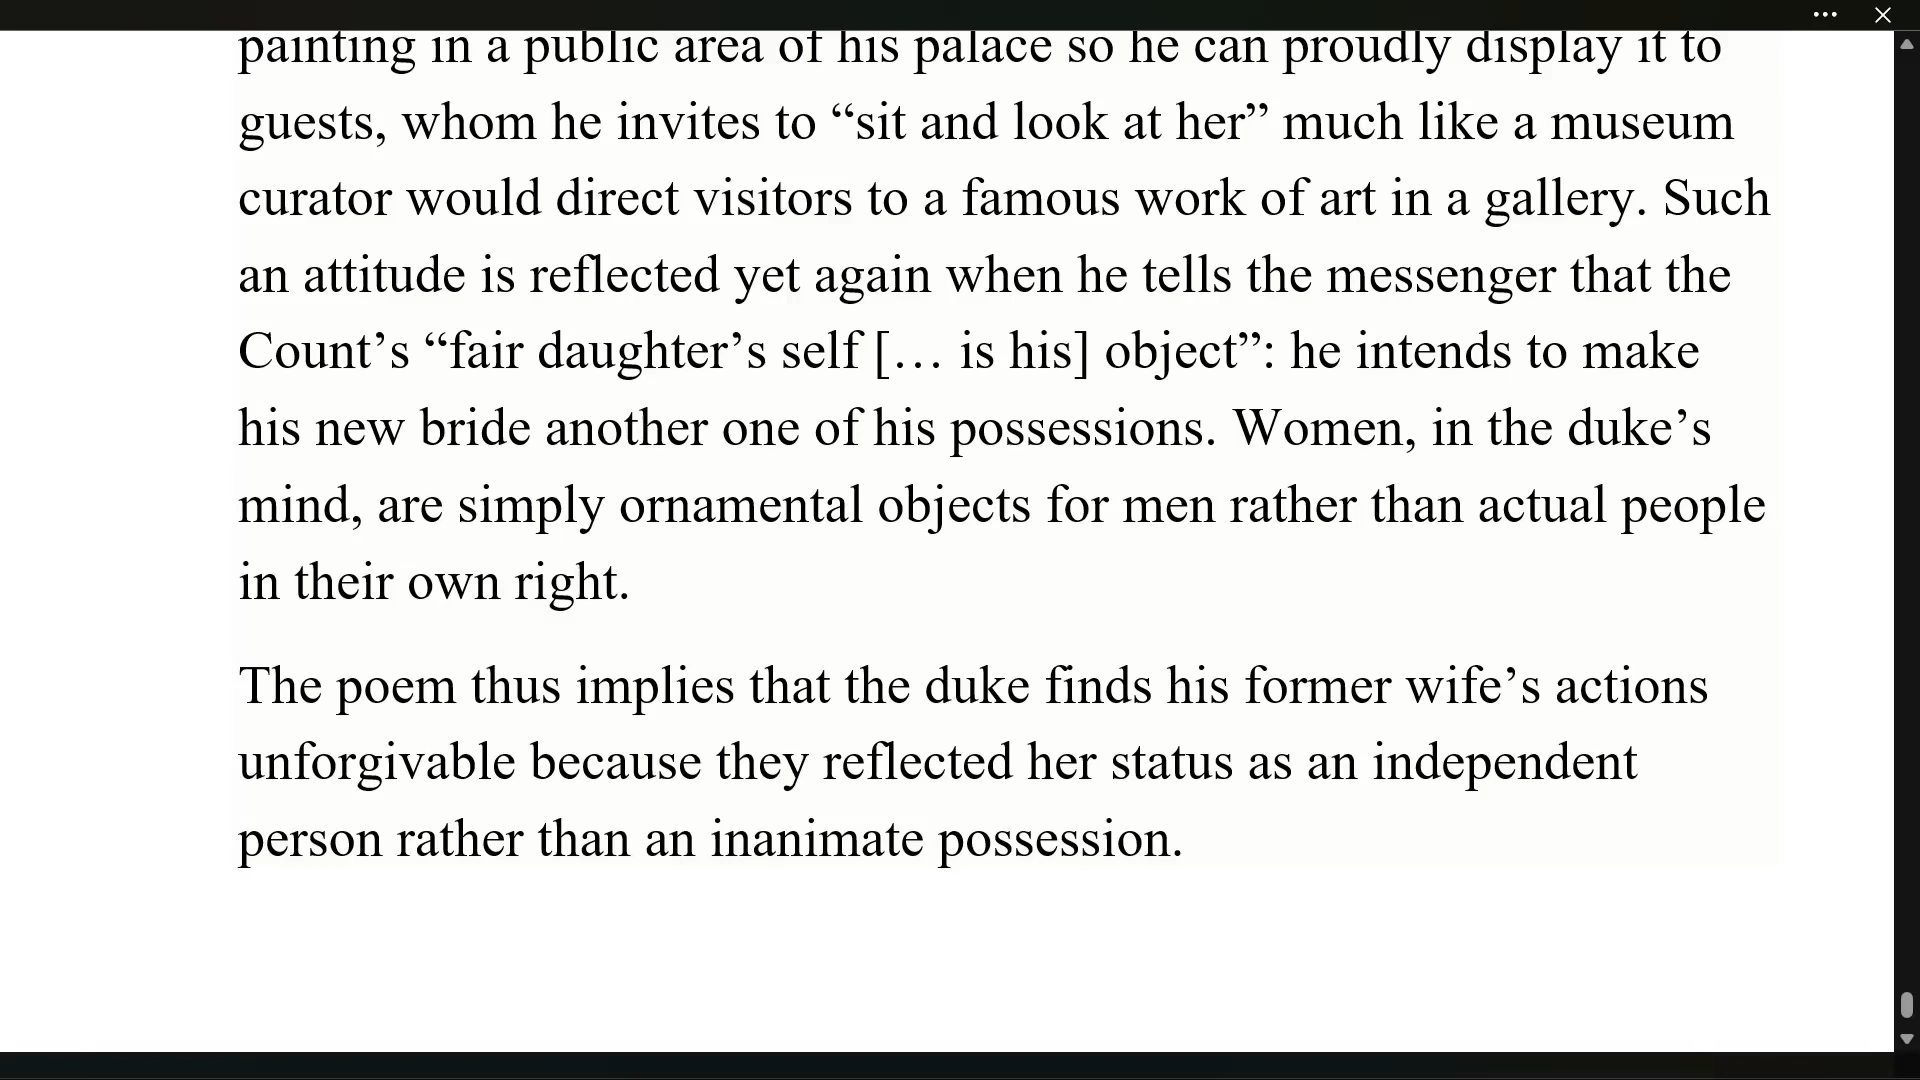 painting in a public area of his palace so he can proudly display it to
guests, whom he invites to “sit and look at her” much like a museum
curator would direct visitors to a famous work of art in a gallery. Such
an attitude is reflected yet again when he tells the messenger that the
Count’s “fair daughter’s self [… is his] object”: he intends to make
his new bride another one of his possessions. Women, in the duke’s
mind, are simply ornamental objects for men rather than actual people
in their own right.
The poem thus implies that the duke finds his former wife’s actions
unforgivable because they reflected her status as an independent
person rather than an inanimate possession.